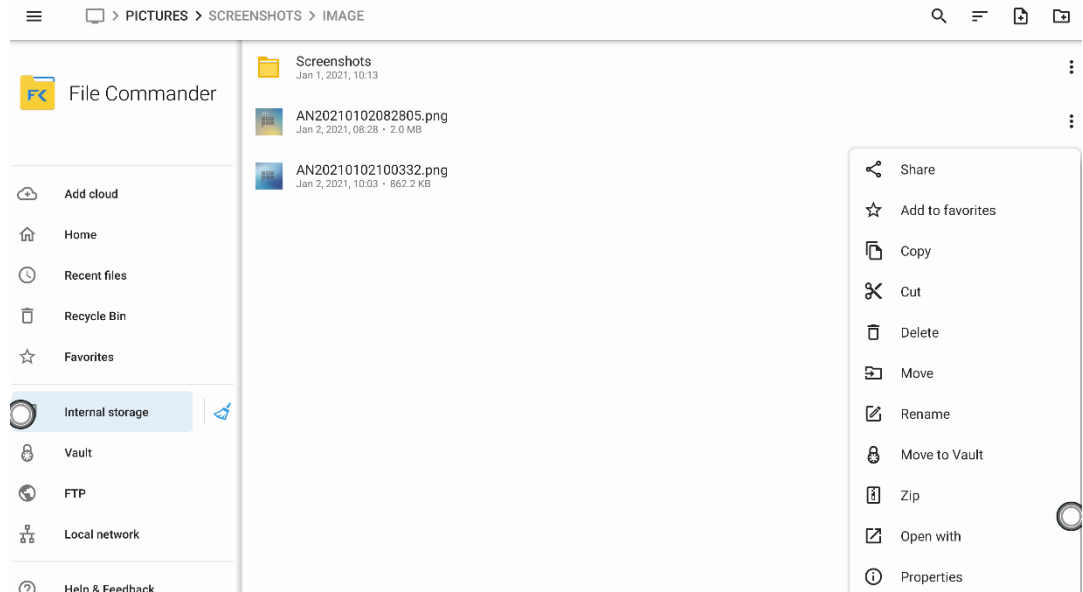 PICTURES > SCREENSHOTS > IMAGE
File Commander
Add cloud
Home
Recent files
Recycle Bin
Favorites
Internal storage
Vault
FTP
Local network
Help & Feedback
Screenshots
Jan 1, 2021, 10:13
AN20210102082805.png
Jan 2, 2021, 08:28 • 2.0 MB
AN20210102100332.png
Jan 2, 2021, 10:03 • 862.2 KB
Share
Add to favorites
Copy
Cut
Delete
Move
Rename
Move to Vault
Zip
Open with
Properties